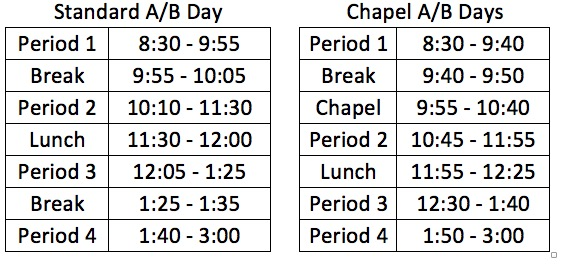 Standard A/B Day
Period 1 8:30 - 9:55
Break 9:55 - 10:05
Period 2 10:10 - 11:30
Lunch 11:30 - 12:00
Period 3 12:05 - 1:25
Break 1:25 - 1:35
Period 4 1:40 - 3:00
Chapel A/B Days
Period 1 8:30 - 9:40
Break 9:40 - 9:50
Chapel 9:55 - 10:40
Period 2 10:45 - 11:55
Lunch 11:55 - 12:25
Period 3 12:30 - 1:40
Period 4 1:50 - 3:00